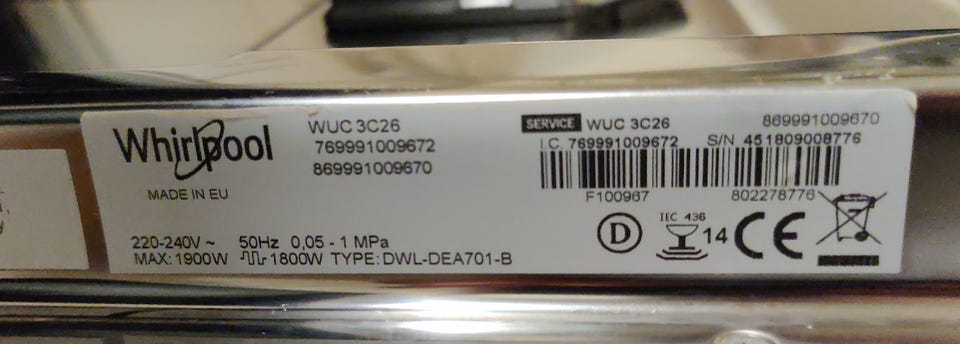 Whirlpool
MADE IN EU
WUC 3C26
769991009672
869991009670
220-240V ~ 50Hz 0,05 - 1 MPa
MAX: 1900W 1800W TYPE: DWL-DEA701-B
SERVICE WUC 3C26 869991009670
I.C. 769991009672 S/N 451809008776
F100967 802278776
D
IEC 436
14
CE